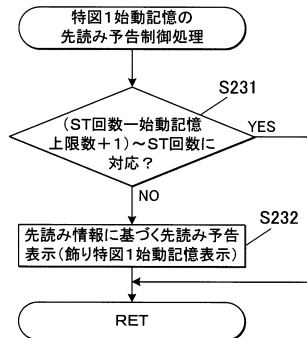 特図1始動記憶の
先読み予告制御処理
S231
(ST回数ー始動記憶
上限数+1)~ST回数に
対応?
YES
NO
S232
先読み情報に基づく先読み予告
表示(飾り特図1始動記憶表示)
RET